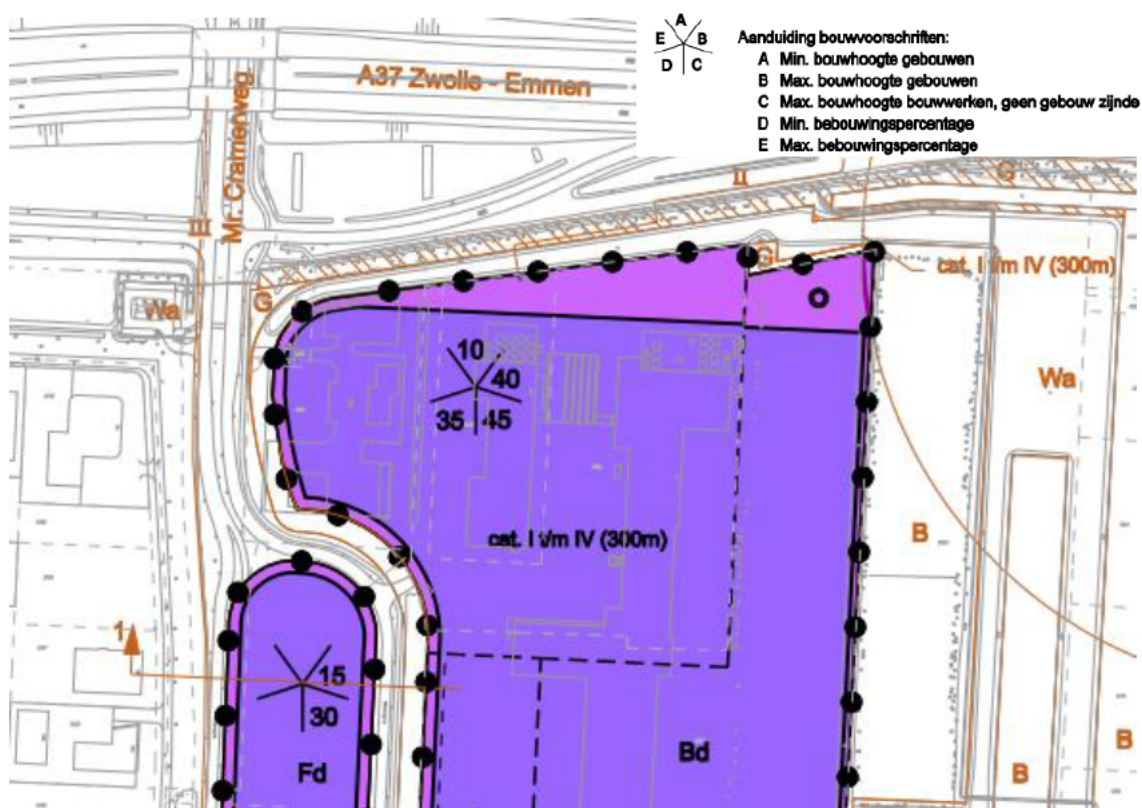 A
E B
D C
Aanduiding bouwvoorschriften:
A Min. bouwhoogte gebouwen
B Max. bouwhoogte gebouwen
C Max. bouwhoogte bouwwerken, geen gebouw zijnde
D Min. bebouwingspercentage
E Max. bebouwingspercentage
A37 Zwolle - Emmen
Mr. Cramerweg
III
II
G
G
G
Wa
cat. I t/m IV (300m)
O
10
40
35 45
Wa
B
cat. I t/m IV (300m)
1
15
30
Fd
Bd
B
B